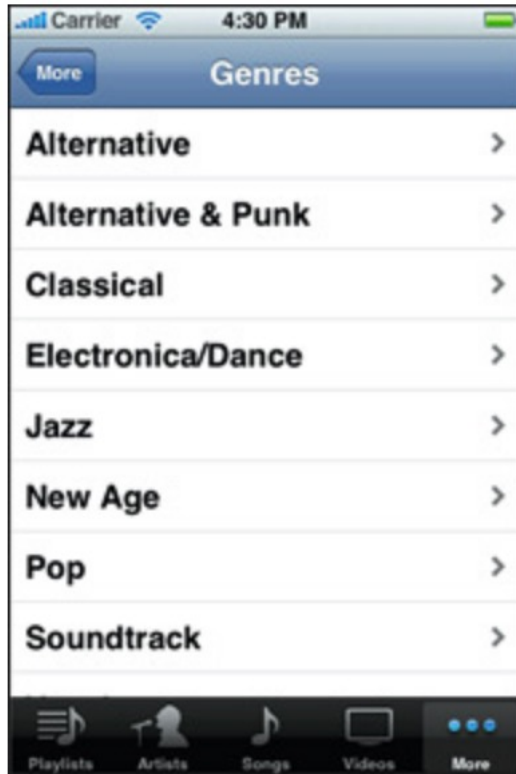 Carrier 4:30 PM
More Genres
Alternative
Alternative & Punk
Classical
Electronica/Dance
Jazz
New Age
Pop
Soundtrack
Playlists Artists Songs Videos More